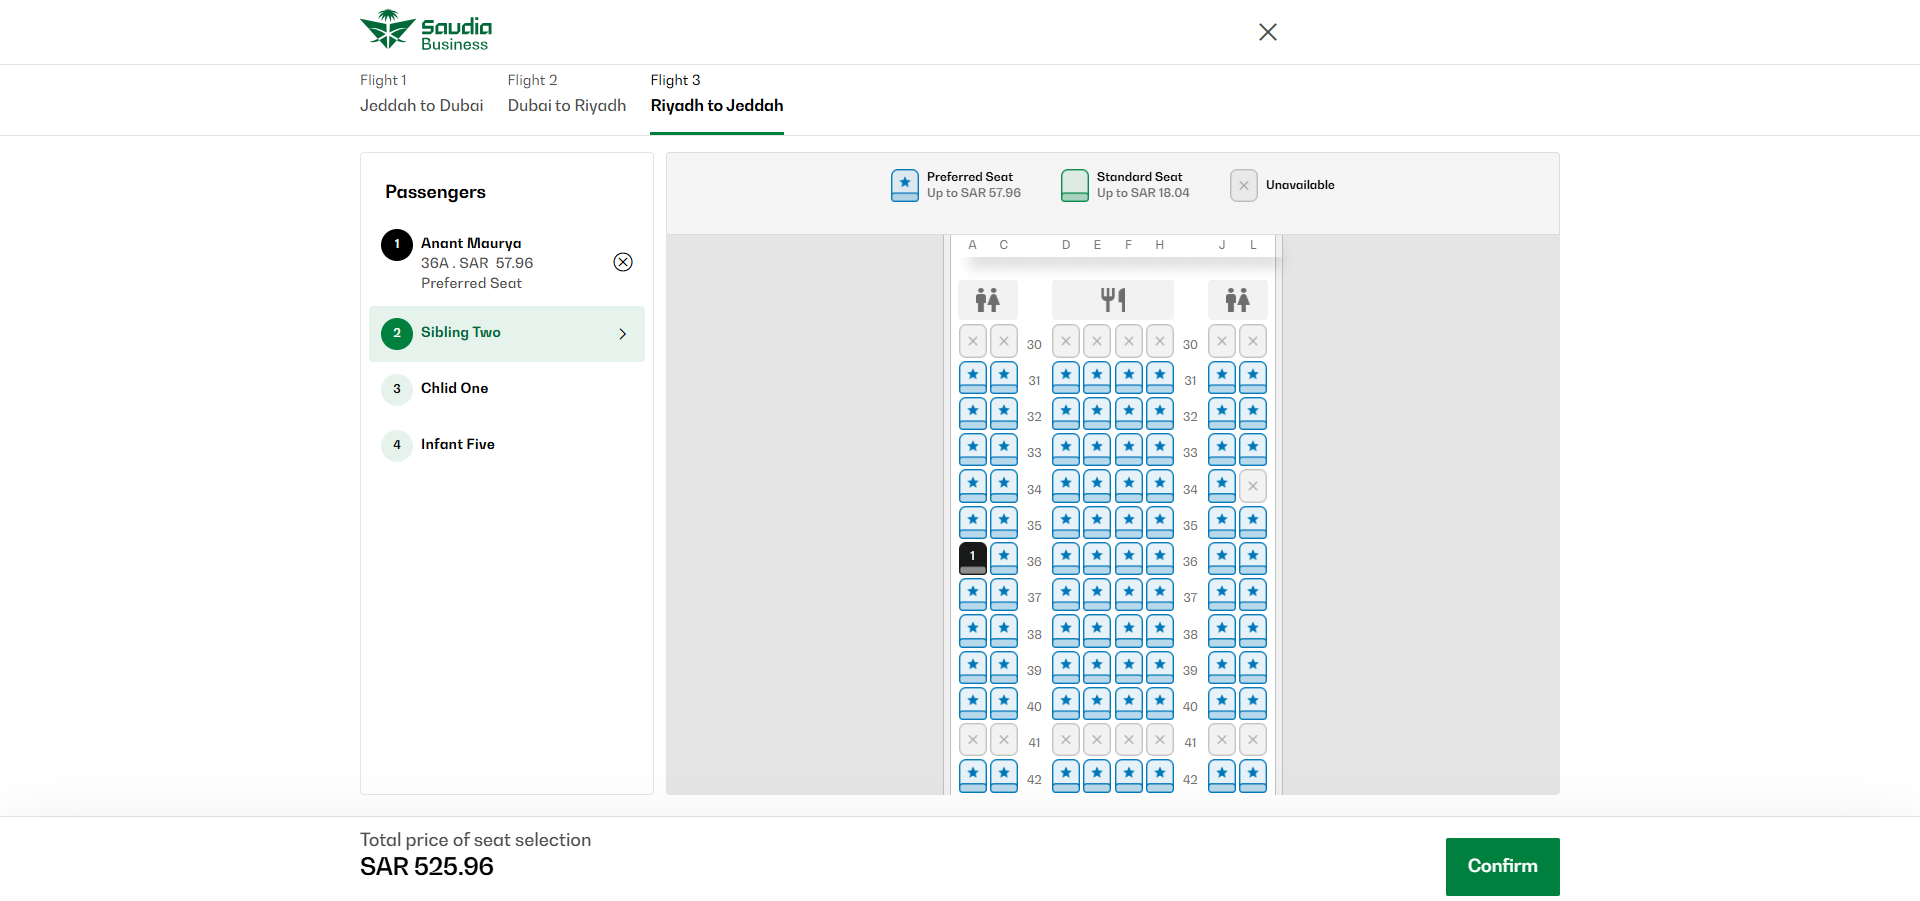 Saudia
Business
Flight 1
Jeddah to Dubai
Flight 2
Dubai to Riyadh
Flight 3
Riyadh to Jeddah
Passengers
1
Anant Maurya
36A . SAR 57.96
Preferred Seat
2
Sibling Two
3
Chlid One
4
Infant Five
Preferred Seat
Up to SAR 57.96
Standard Seat
Up to SAR 18.04
Unavailable
A C D E F H J L
30 30
31 31
32 32
33 33
34 34
35 35
1 36 36
37 37
38 38
39 39
40 40
41 41
42 42
Total price of seat selection
SAR 525.96
Confirm